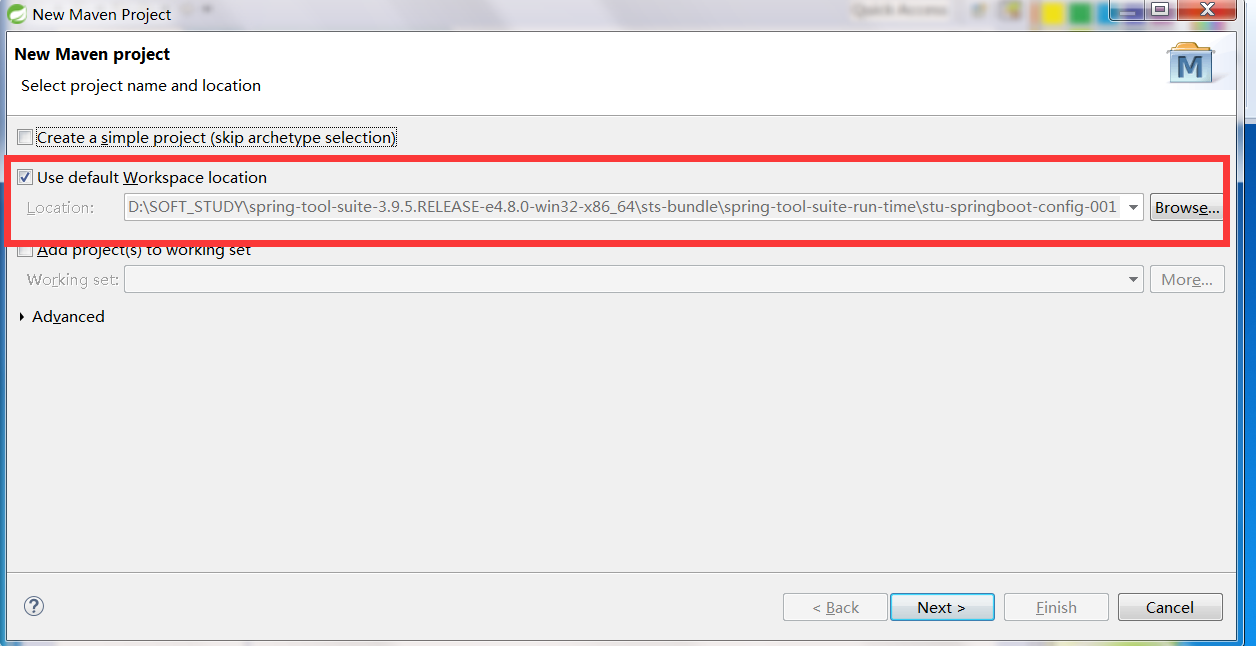 New Maven Project
Quick Access
New Maven project
Select project name and location
M
Create a simple project (skip archetype selection)
Use default Workspace location
Location: D:\SOFT_STUDY\spring-tool-suite-3.9.5.RELEASE-e4.8.0-win32-x86_64\sts-bundle\spring-tool-suite-run-time\stu-springboot-config-001 Browse...
Add project(s) to working set
Working set: More...
Advanced
? < Back Next > Finish Cancel